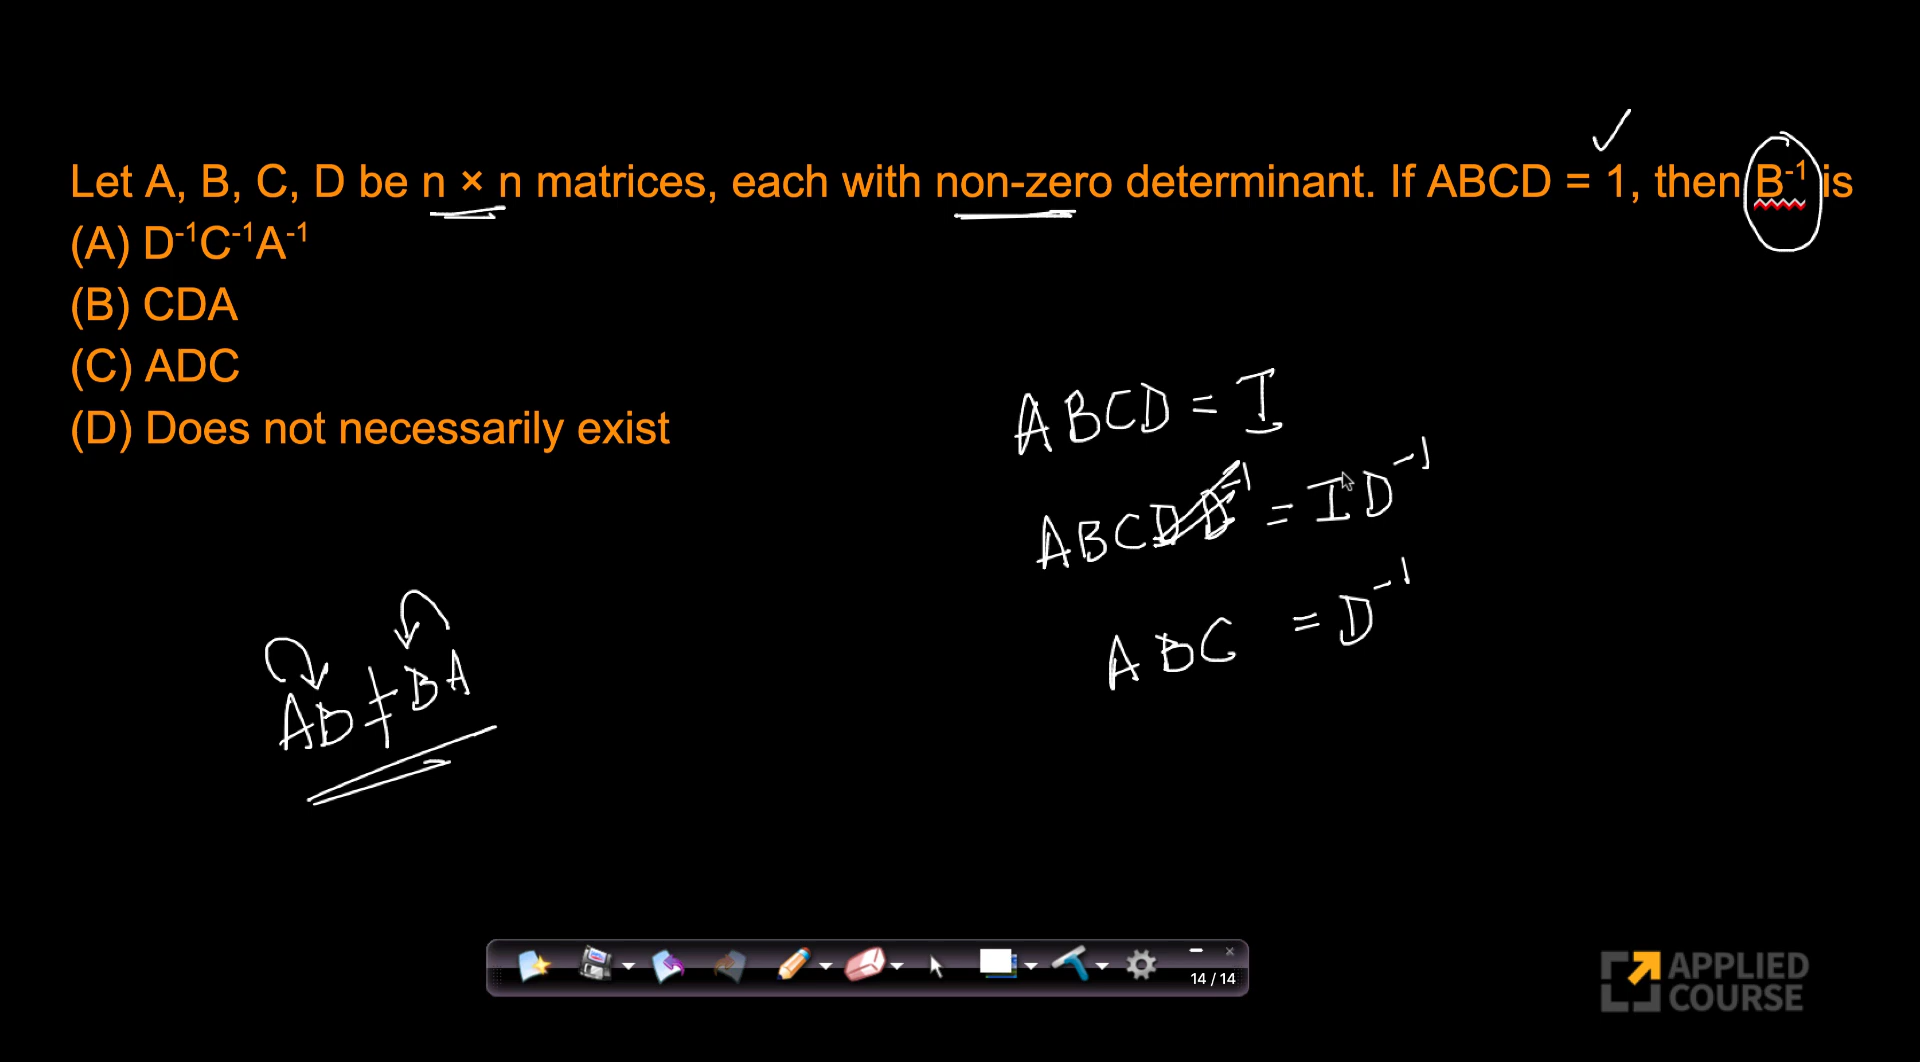 Let A, B, C, D be n × n matrices, each with non-zero determinant. If ABCD = 1, then B⁻¹ is
(A) D⁻¹C⁻¹A⁻¹
(B) CDA
(C) ADC
(D) Does not necessarily exist
ABCD = I
ABCDD⁻¹ = ID⁻¹
ABC = D⁻¹
AB ≠ BA
14 / 14
APPLIED
COURSE